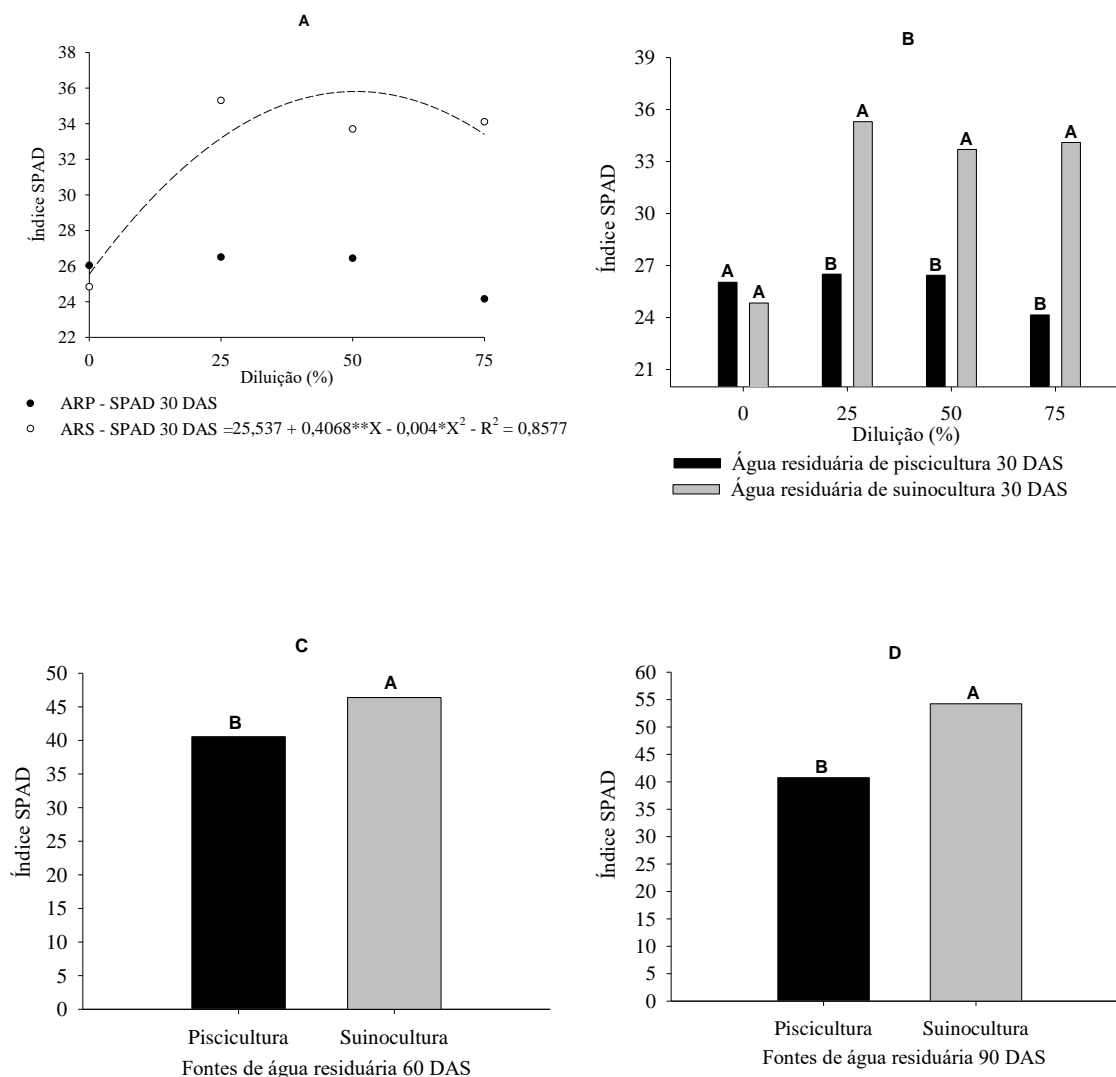 A
38
36
34
32
30
28
26
24
22
Índice SPAD
0 25 50 75
Diluição (%)
ARP - SPAD 30 DAS
ARS - SPAD 30 DAS =25,537 + 0,4068**X - 0,004*X² - R² = 0,8577
B
39
36
33
30
27
24
21
Índice SPAD
A A B A B A B A
0 25 50 75
Diluição (%)
Água residuária de piscicultura 30 DAS
Água residuária de suinocultura 30 DAS
C
50
45
40
35
30
25
20
15
10
5
0
Índice SPAD
B A
Piscicultura Suinocultura
Fontes de água residuária 60 DAS
D
60
55
50
45
40
35
30
25
20
15
10
5
0
Índice SPAD
B A
Piscicultura Suinocultura
Fontes de água residuária 90 DAS